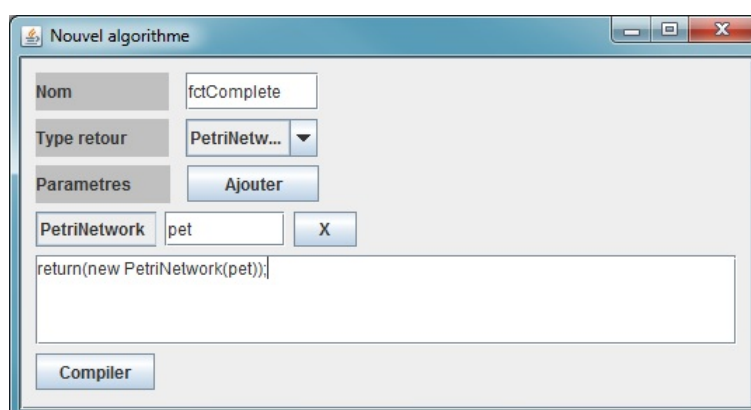 Nouvel algorithme
Nom fctComplete
Type retour PetriNetw...
Parametres Ajouter
PetriNetwork pet X
return(new PetriNetwork(pet));
Compiler